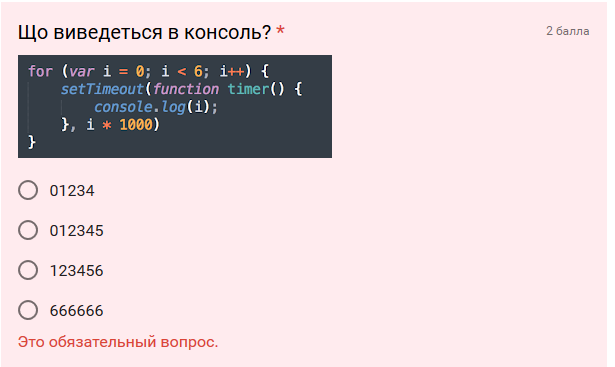 Що виведеться в консоль? *
2 балла
for (var i = 0; i < 6; i++) {
    setTimeout(function timer() {
        console.log(i);
    }, i * 1000)
}
01234
012345
123456
666666
Это обязательный вопрос.